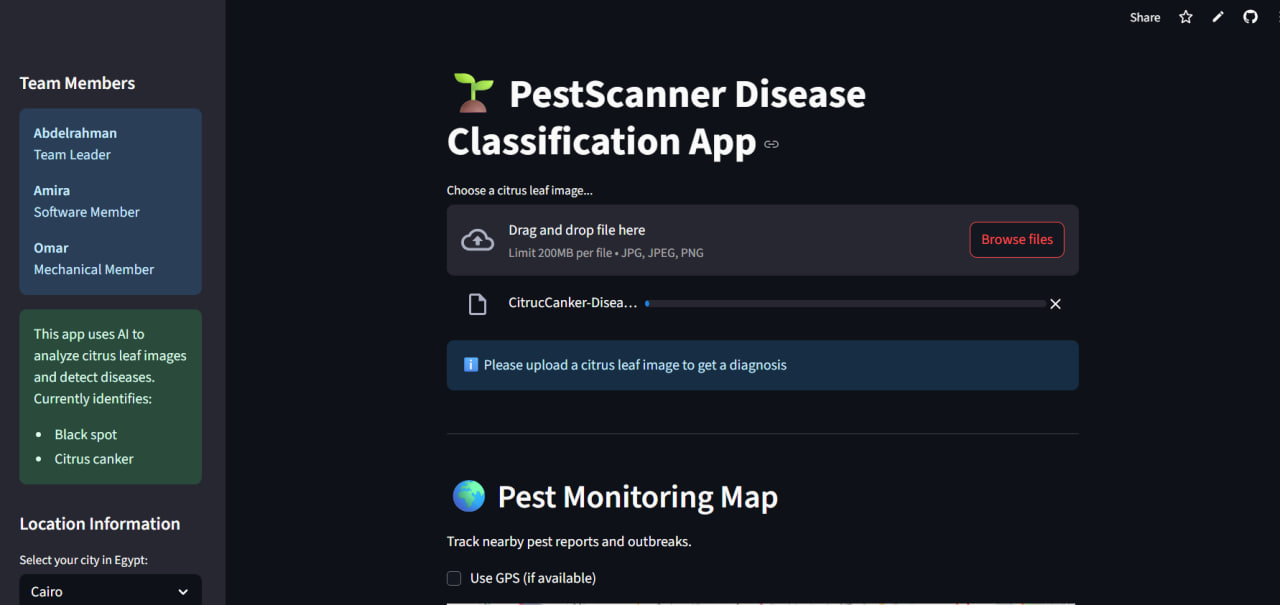 Share
Team Members
Abdelrahman
Team Leader
Amira
Software Member
Omar
Mechanical Member
This app uses AI to
analyze citrus leaf images
and detect diseases.
Currently identifies:
Black spot
Citrus canker
Location Information
Select your city in Egypt:
Cairo
PestScanner Disease
Classification App
Choose a citrus leaf image...
Drag and drop file here
Limit 200MB per file • JPG, JPEG, PNG
Browse files
CitrucCanker-Disea...
Please upload a citrus leaf image to get a diagnosis
Pest Monitoring Map
Track nearby pest reports and outbreaks.
Use GPS (if available)